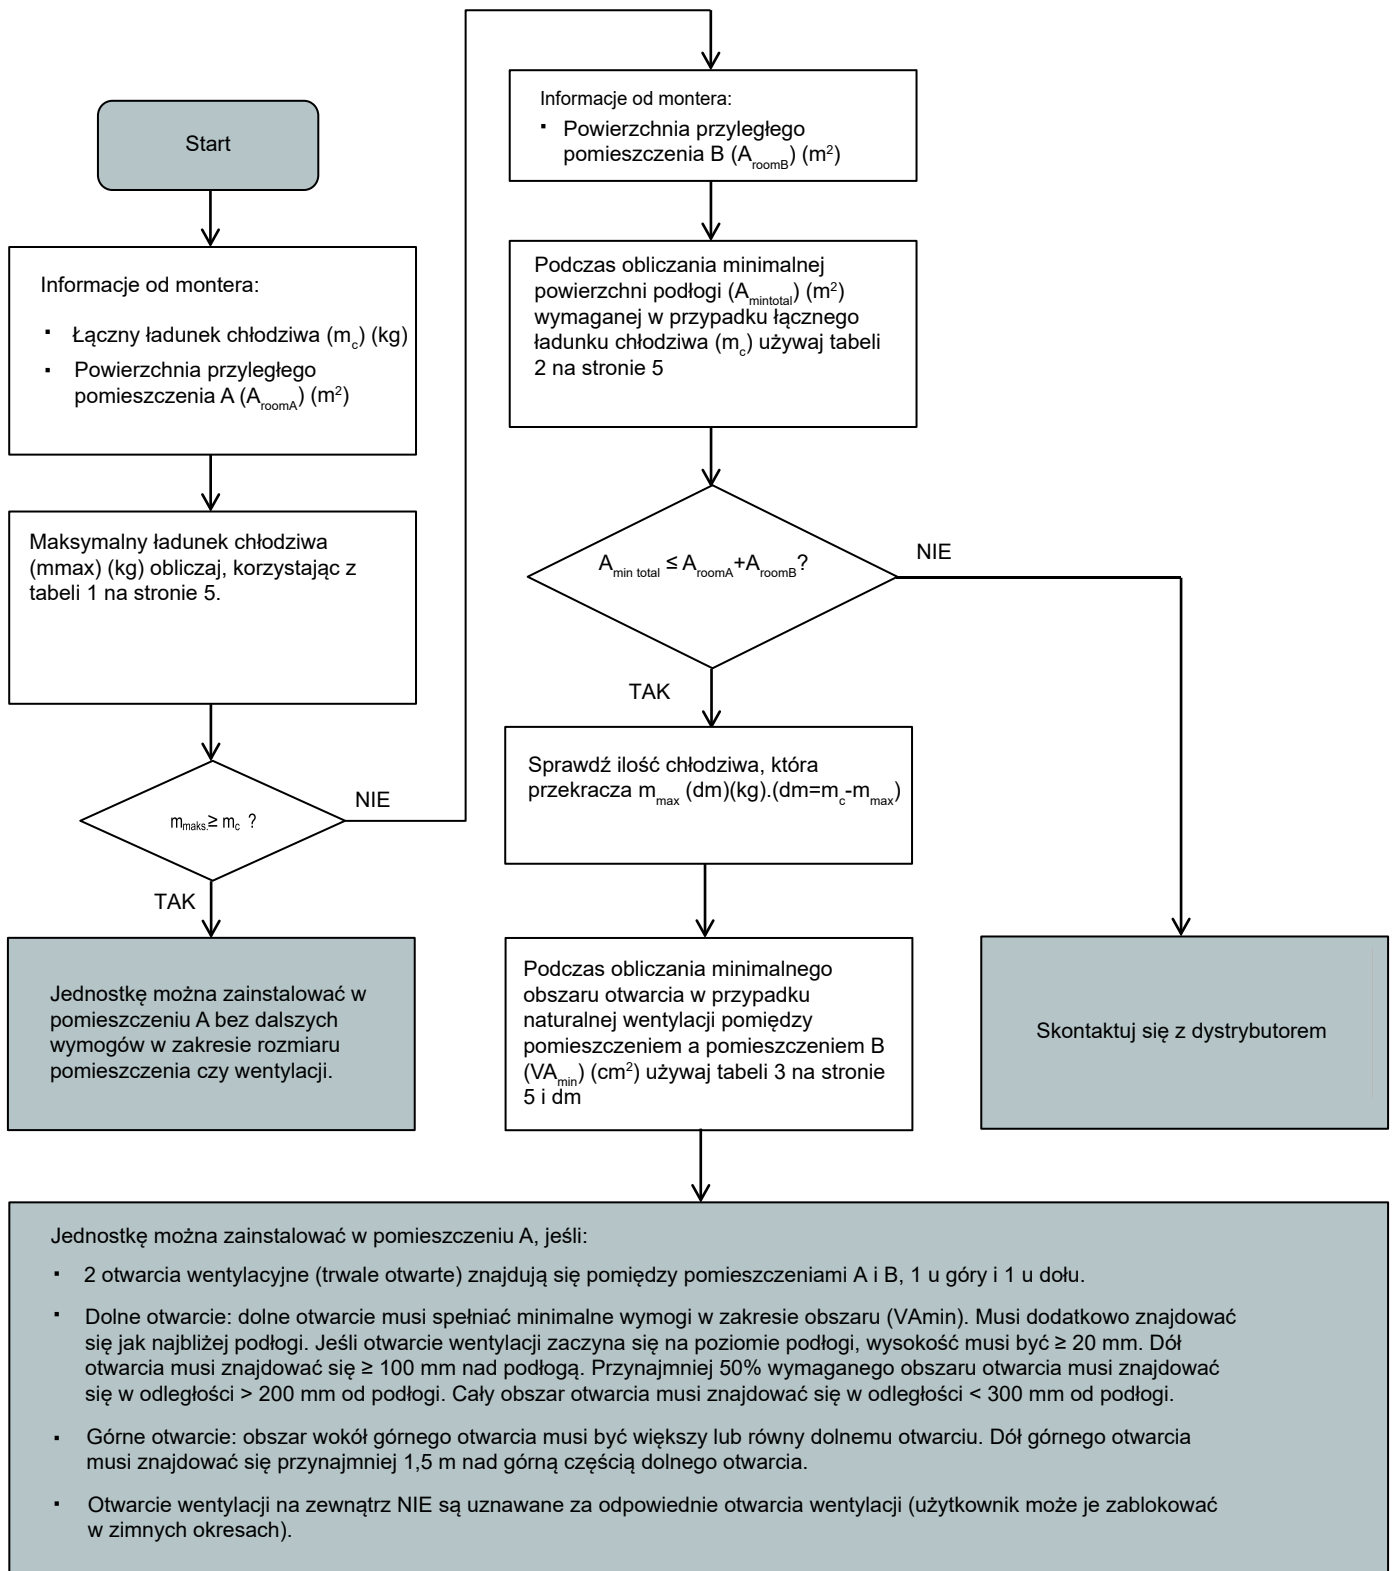 Start
Informacje od montera:
▪ Łączny ładunek chłodziwa (mc) (kg)
▪ Powierzchnia przyległego
pomieszczenia A (AroomA) (m²)
Maksymalny ładunek chłodziwa
(mmax) (kg) obliczaj, korzystając z
tabeli 1 na stronie 5.
mmaks.≥ mc ?
NIE
TAK
Jednostkę można zainstalować w
pomieszczeniu A bez dalszych
wymogów w zakresie rozmiaru
pomieszczenia czy wentylacji.
Informacje od montera:
▪ Powierzchnia przyległego
pomieszczenia B (AroomB) (m²)
Podczas obliczania minimalnej
powierzchni podłogi (Amintotal) (m²)
wymaganej w przypadku łącznego
ładunku chłodziwa (mc) używaj tabeli
2 na stronie 5
Amin total ≤ AroomA+AroomB?
NIE
TAK
Sprawdź ilość chłodziwa, która
przekracza mmax (dm)(kg).(dm=mc-mmax)
Podczas obliczania minimalnego
obszaru otwarcia w przypadku
naturalnej wentylacji pomiędzy
pomieszczeniem a pomieszczeniem B
(VAmin) (cm²) używaj tabeli 3 na stronie
5 i dm
Skontaktuj się z dystrybutorem
Jednostkę można zainstalować w pomieszczeniu A, jeśli:
▪ 2 otwarcia wentylacyjne (trwale otwarte) znajdują się pomiędzy pomieszczeniami A i B, 1 u góry i 1 u dołu.
▪ Dolne otwarcie: dolne otwarcie musi spełniać minimalne wymogi w zakresie obszaru (VAmin). Musi dodatkowo znajdować
się jak najbliżej podłogi. Jeśli otwarcie wentylacji zaczyna się na poziomie podłogi, wysokość musi być ≥ 20 mm. Dół
otwarcia musi znajdować się ≥ 100 mm nad podłogą. Przynajmniej 50% wymaganego obszaru otwarcia musi znajdować
się w odległości > 200 mm od podłogi. Cały obszar otwarcia musi znajdować się w odległości < 300 mm od podłogi.
▪ Górne otwarcie: obszar wokół górnego otwarcia musi być większy lub równy dolnemu otwarciu. Dół górnego otwarcia
musi znajdować się przynajmniej 1,5 m nad górną częścią dolnego otwarcia.
▪ Otwarcie wentylacji na zewnątrz NIE są uznawane za odpowiednie otwarcia wentylacji (użytkownik może je zablokować
w zimnych okresach).